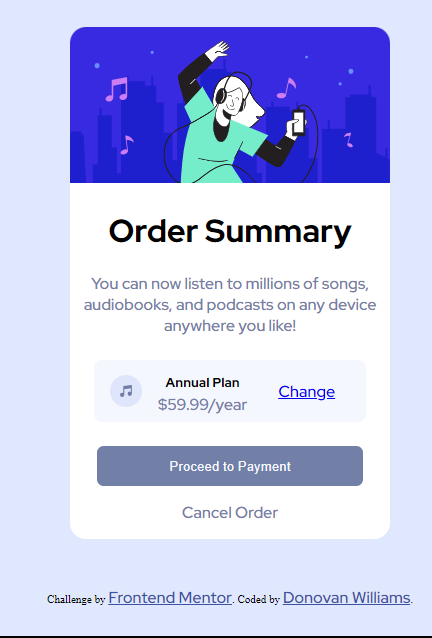 Order Summary
You can now listen to millions of songs,
audiobooks, and podcasts on any device
anywhere you like!
Annual Plan
$59.99/year
Change
Proceed to Payment
Cancel Order
Challenge by Frontend Mentor. Coded by Donovan Williams.